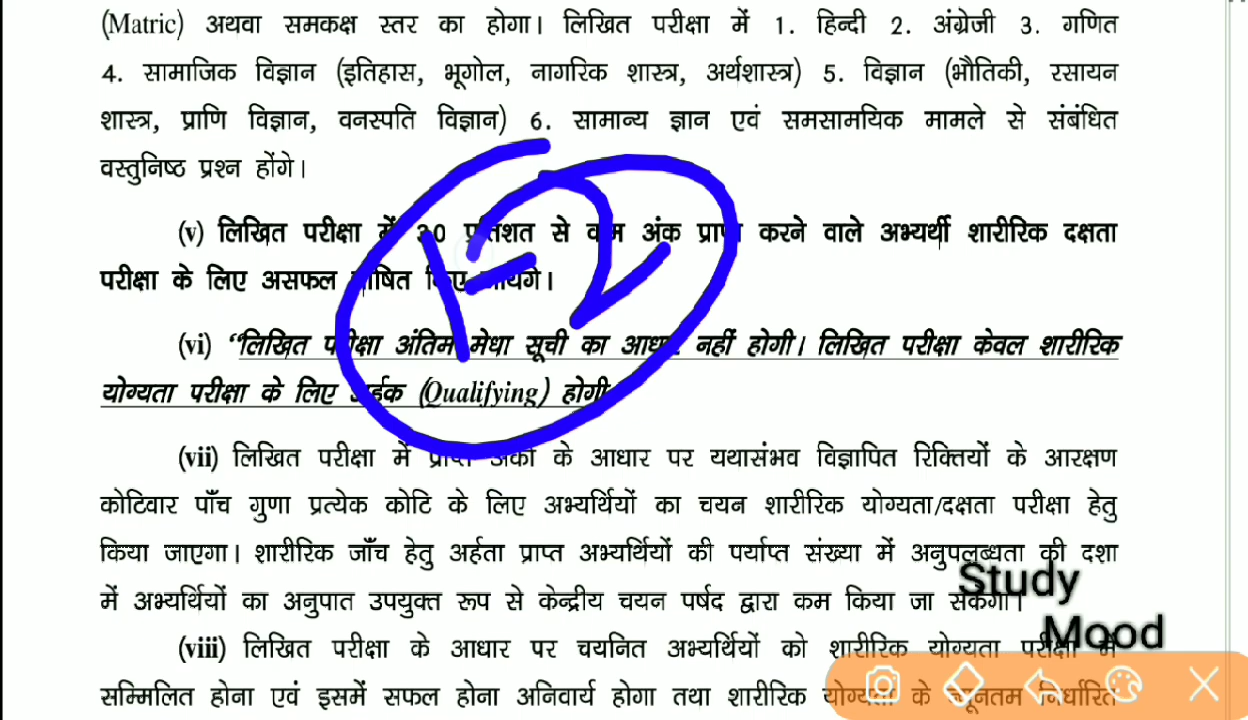 (Matric) अथवा समकक्ष स्तर का होगा। लिखित परीक्षा में 1. हिन्दी 2. अंग्रेजी 3. गणित
4. सामाजिक विज्ञान (इतिहास, भूगोल, नागरिक शास्त्र, अर्थशास्त्र) 5. विज्ञान (भौतिकी, रसायन
शास्त्र, प्राणि विज्ञान, वनस्पति विज्ञान) 6. सामान्य ज्ञान एवं समसामयिक मामले से संबंधित
वस्तुनिष्ठ प्रश्न होंगे।
(v) लिखित परीक्षा में 30 प्रतिशत से कम अंक प्राप्त करने वाले अभ्यर्थी शारीरिक दक्षता
परीक्षा के लिए असफल घोषित किए जायेंगे।
1-2
(vi) “लिखित परीक्षा अंतिम मेधा सूची का आधार नहीं होगी। लिखित परीक्षा केवल शारीरिक
योग्यता परीक्षा के लिए अर्हक (Qualifying) होगी
(vii) लिखित परीक्षा में प्राप्त अंकों के आधार पर यथासंभव विज्ञापित रिक्तियों के आरक्षण
कोटिवार पाँच गुणा प्रत्येक कोटि के लिए अभ्यर्थियों का चयन शारीरिक योग्यता/दक्षता परीक्षा हेतु
किया जाएगा। शारीरिक जाँच हेतु अर्हता प्राप्त अभ्यर्थियों की पर्याप्त संख्या में अनुपलब्धता की दशा
में अभ्यर्थियों का अनुपात उपयुक्त रूप से केन्द्रीय चयन पर्षद द्वारा कम किया जा सकेगा।
Study
Mood
(viii) लिखित परीक्षा के आधार पर चयनित अभ्यर्थियों को शारीरिक योग्यता परीक्षा में
सम्मिलित होना एवं इसमें सफल होना अनिवार्य होगा तथा शारीरिक योग्यता के न्यूनतम निर्धारित